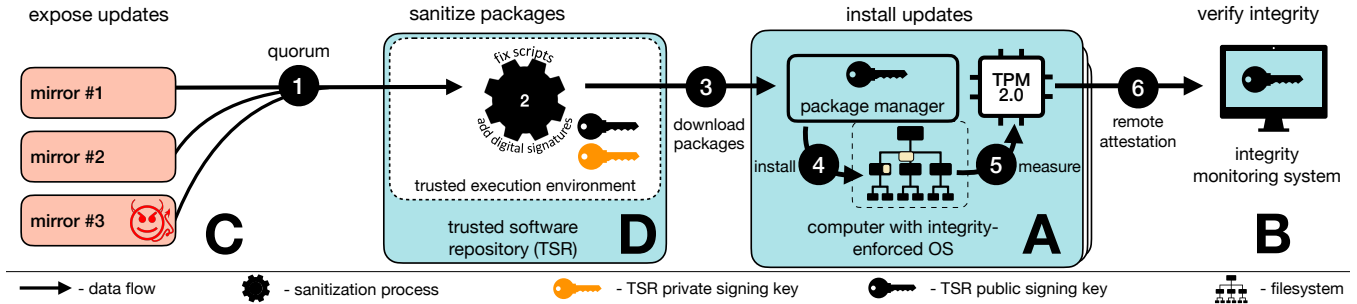 expose updates
sanitize packages
install updates
verify integrity
quorum
1
mirror #1
mirror #2
mirror #3
C
fix scripts
2
add digital signatures
trusted execution environment
trusted software
repository (TSR)
D
3
download
packages
package manager
TPM
2.0
install
4
5
measure
computer with integrity-
enforced OS
A
6
remote
attestation
integrity
monitoring system
B
- data flow
- sanitization process
- TSR private signing key
- TSR public signing key
- filesystem